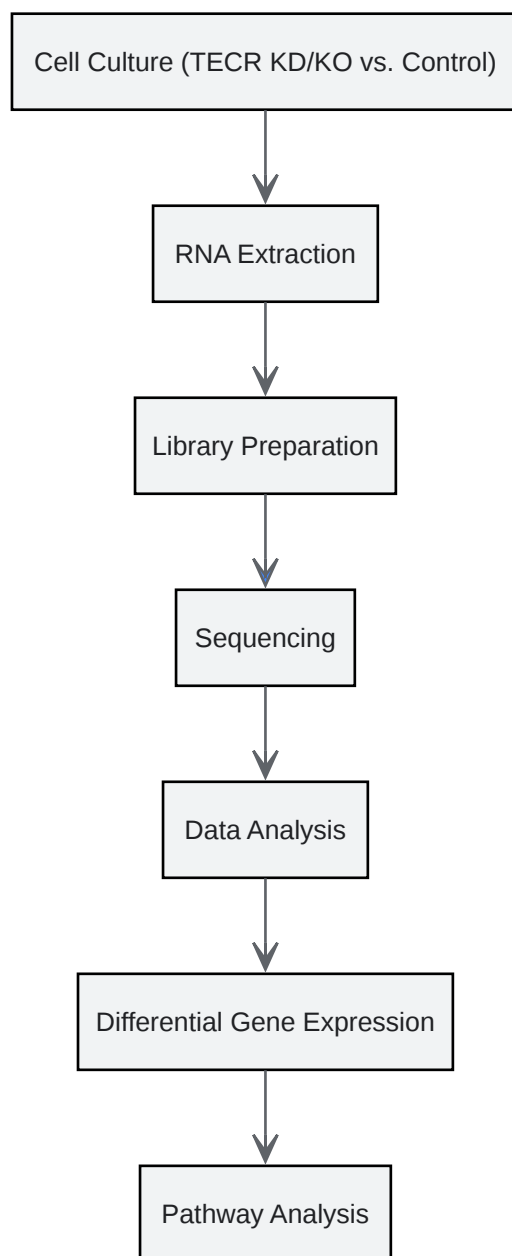 Cell Culture (TECR KD/KO vs. Control)
RNA Extraction
Library Preparation
Sequencing
Data Analysis
Differential Gene Expression
Pathway Analysis